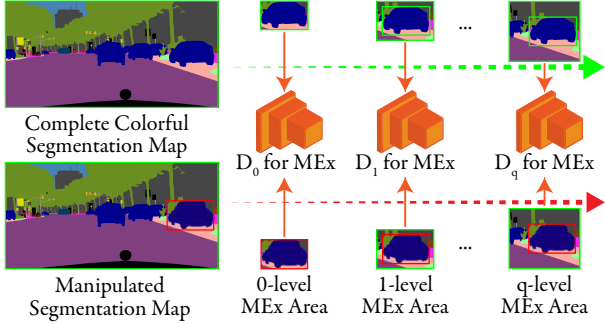 ...
D₀ for MEx D₁ for MEx D_q for MEx
Complete Colorful
Segmentation Map
...
Manipulated
Segmentation Map
0-level
MEx Area
1-level
MEx Area
q-level
MEx Area